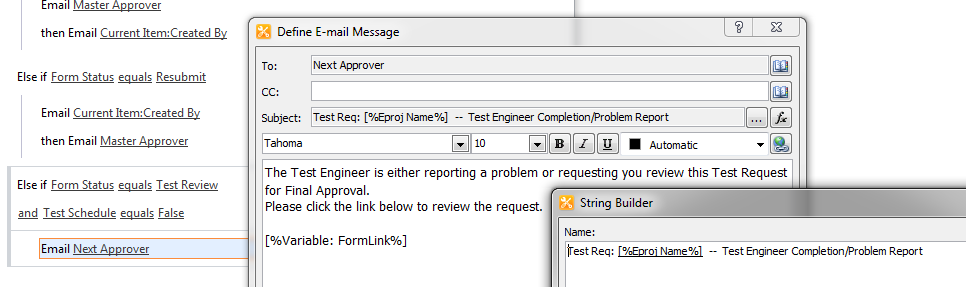 Email Master Approver
then Email Current Item:Created By
Else if Form Status equals Resubmit
Email Current Item:Created By
then Email Master Approver
Else if Form Status equals Test Review
and Test Schedule equals False
Email Next Approver
Define E-mail Message
To: Next Approver
CC:
Subject: Test Req: [%Eproj Name%] -- Test Engineer Completion/Problem Report ... fx
Tahoma 10 B I U Automatic
The Test Engineer is either reporting a problem or requesting you review this Test Request
for Final Approval.
Please click the link below to review the request.
[%Variable: FormLink%]
String Builder
Name:
Test Req: [%Eproj Name%] -- Test Engineer Completion/Problem Report